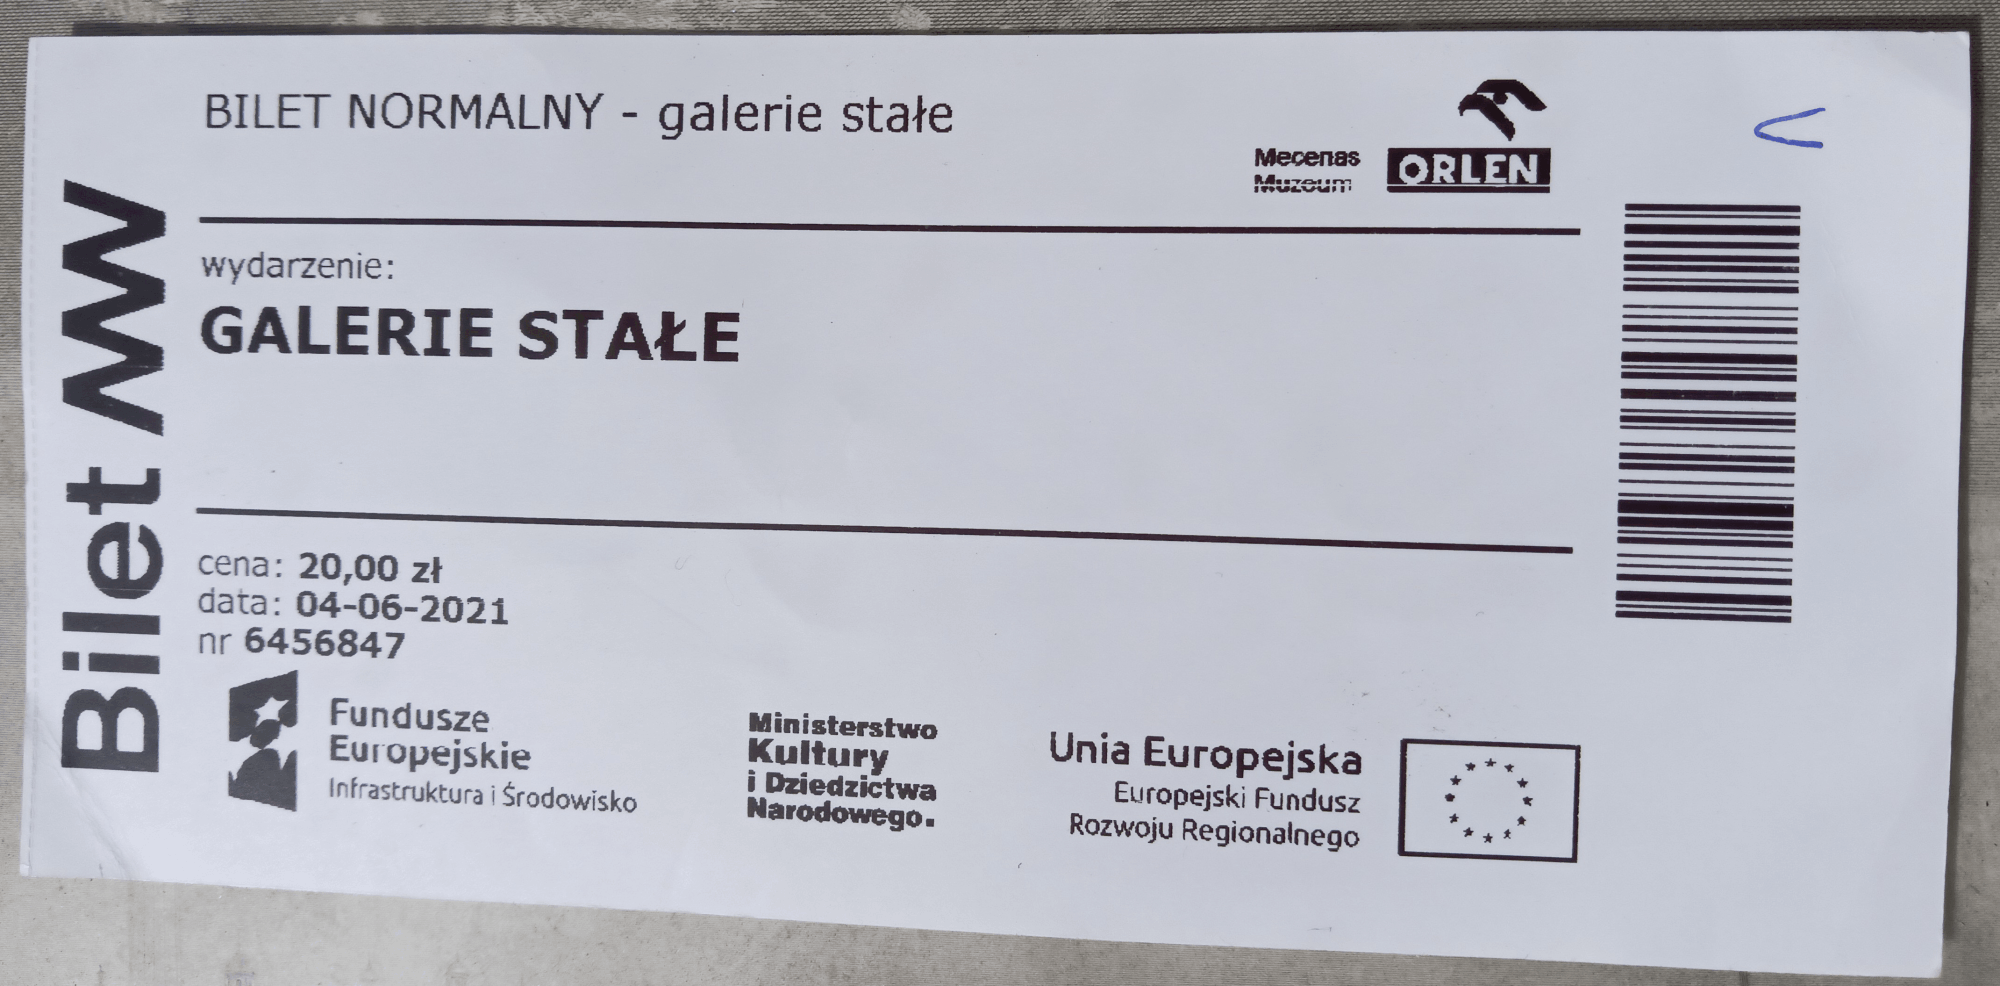 Bilet
BILET NORMALNY - galerie stałe
Mecenas
Muzeum
ORLEN
wydarzenie:
GALERIE STAŁE
cena: 20,00 zł
data: 04-06-2021
nr 6456847
Fundusze
Europejskie
Infrastruktura i Środowisko
Ministerstwo
Kultury
i Dziedzictwa
Narodowego.
Unia Europejska
Europejski Fundusz
Rozwoju Regionalnego